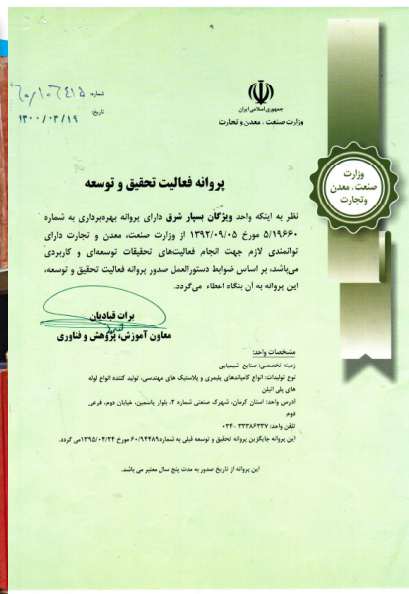 جمهوری اسلامی ایران
وزارت صنعت، معدن و تجارت
شماره: ۶۰/۱۰۶۴۱۵
تاریخ: ۱۴۰۰/۰۴/۱۹
وزارت
صنعت، معدن
وتجارت
پروانه فعالیت تحقیق و توسعه
نظر به اینکه واحد ویژگان بسپار شرق دارای پروانه بهره‌برداری به شماره
۵/۱۹۶۶۰ مورخ ۱۳۹۲/۰۹/۰۵ از وزارت صنعت، معدن و تجارت دارای
توانمندی لازم جهت انجام فعالیت‌های تحقیقات توسعه‌ای و کاربردی
می‌باشد، بر اساس ضوابط دستورالعمل صدور پروانه فعالیت تحقیق و توسعه،
این پروانه به آن بنگاه اعطاء می‌گردد.
برات قبادیان
معاون آموزش، پژوهش و فناوری
مشخصات واحد:
زمینه تخصصی: صنایع شیمیایی
نوع تولیدات: انواع کامپاندهای پلیمری و پلاستیک های مهندسی، تولید کننده انواع لوله
های پلی اتیلن
آدرس واحد: استان کرمان، شهرک صنعتی شماره ۲، بلوار یاسمین، خیابان دوم، فرعی
دوم
تلفن واحد: ۳۳۳۸۶۳۳۷-۰۳۴
این پروانه جایگزین پروانه تحقیق و توسعه قبلی به شماره ۶۰/۹۴۴۸۹ مورخ ۱۳۹۵/۰۴/۲۴ می گردد.
این پروانه از تاریخ صدور به مدت پنج سال معتبر می باشد.